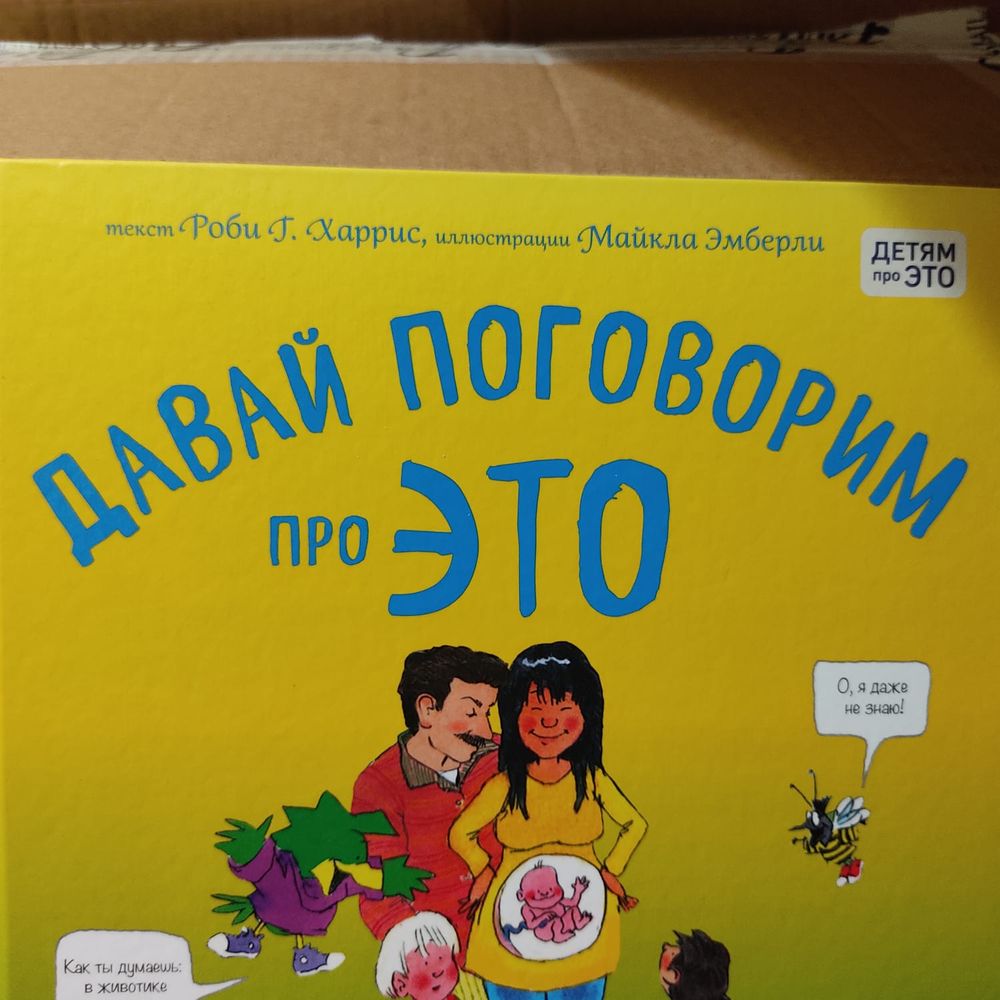 текст Роби Г. Харрис, иллюстрации Майкла Эмберли
ДЕТЯМ
про ЭТО
ДАВАЙ ПОГОВОРИМ
ПРО ЭТО
О, я даже
не знаю!
Как ты думаешь:
в животике